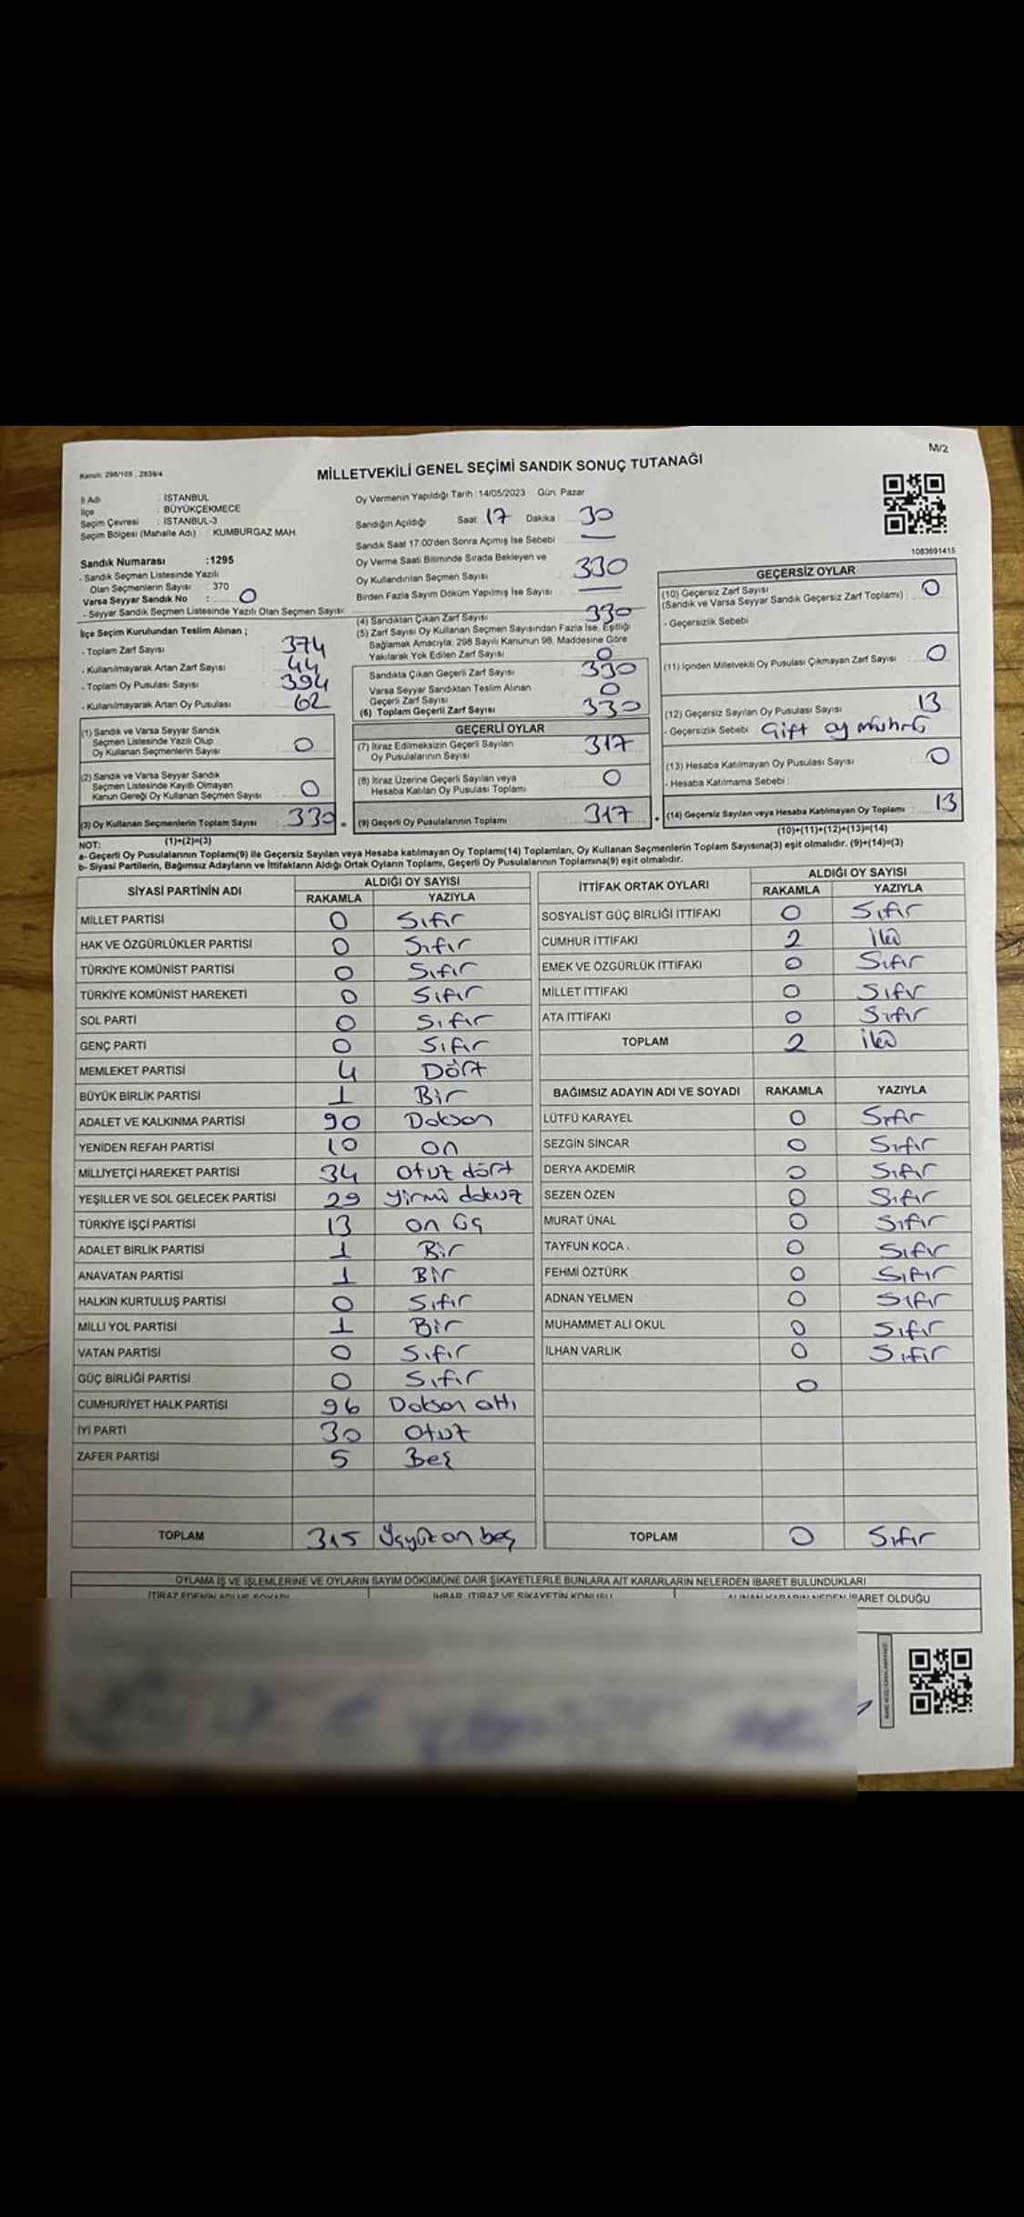 M/2
Kanun: 298/105 , 2839/4
MİLLETVEKİLİ GENEL SEÇİMİ SANDIK SONUÇ TUTANAĞI
İl Adı : İSTANBUL
İlçe : BÜYÜKÇEKMECE
Seçim Çevresi : İSTANBUL-3
Seçim Bölgesi (Mahalle Adı) : KUMBURGAZ MAH.
Oy Vermenin Yapıldığı Tarih :14/05/2023 Gün: Pazar
Sandığın Açıldığı Saat 17 Dakika : 30
Sandık Saat 17:00'den Sonra Açımış İse Sebebi
Oy Verme Saati Bitiminde Sırada Bekleyen ve
Oy Kullandırılan Seçmen Sayısı 330
Birden Fazla Sayım Döküm Yapılmış İse Sayısı
1083691415
Sandık Numarası :1295
- Sandık Seçmen Listesinde Yazılı
Olan Seçmenlerin Sayısı : 370
Varsa Seyyar Sandık No : 0
- Seyyar Sandık Seçmen Listesinde Yazılı Olan Seçmen Sayısı:
İlçe Seçim Kurulundan Teslim Alınan ;
- Toplam Zarf Sayısı 374
- Kullanılmayarak Artan Zarf Sayısı 44
- Toplam Oy Pusulası Sayısı 394
- Kullanılmayarak Artan Oy Pusulası 62
(4) Sandıktan Çıkan Zarf Sayısı 330
(5) Zarf Sayısı Oy Kullanan Seçmen Sayısından Fazla İse, Eşitliği
Sağlamak Amacıyla; 298 Sayılı Kanunun 98. Maddesine Göre
Yakılarak Yok Edilen Zarf Sayısı 0
Sandıkta Çıkan Geçerli Zarf Sayısı 330
Varsa Seyyar Sandıktan Teslim Alınan
Geçerli Zarf Sayısı 0
(6) Toplam Geçerli Zarf Sayısı 330
GEÇERSİZ OYLAR
(10) Geçersiz Zarf Sayısı
(Sandık ve Varsa Seyyar Sandık Geçersiz Zarf Toplamı) : 0
- Geçersizlik Sebebi
(11) İçinden Milletvekili Oy Pusulası Çıkmayan Zarf Sayısı 0
(12) Geçersiz Sayılan Oy Pusulası Sayısı 13
- Geçersizlik Sebebi Çift oy mührü
(13) Hesaba Katılmayan Oy Pusulası Sayısı 0
- Hesaba Katılmama Sebebi :
(14) Geçersiz Sayılan veya Hesaba Katılmayan Oy Toplamı 13
(10)+(11)+(12)+(13)=(14)
(1) Sandık ve Varsa Seyyar Sandık
Seçmen Listesinde Yazılı Olup
Oy Kullanan Seçmenlerin Sayısı 0
(2) Sandık ve Varsa Seyyar Sandık
Seçmen Listesinde Kayıtlı Olmayan
Kanun Gereği Oy Kullanan Seçmen Sayısı 0
(3) Oy Kullanan Seçmenlerin Toplam Sayısı 330
(1)+(2)=(3)
GEÇERLİ OYLAR
(7) İtiraz Edilmeksizin Geçerli Sayılan
Oy Pusulalarının Sayısı 317
(8) İtiraz Üzerine Geçerli Sayılan veya
Hesaba Katılan Oy Pusulası Toplamı 0
(9) Geçerli Oy Pusulalarının Toplamı 317
NOT:
a- Geçerli Oy Pusulalarının Toplamı(9) ile Geçersiz Sayılan veya Hesaba katılmayan Oy Toplamı(14) Toplamları, Oy Kullanan Seçmenlerin Toplam Sayısına(3) eşit olmalıdır. (9)+(14)=(3)
b- Siyasi Partilerin, Bağımsız Adayların ve İttifakların Aldığı Ortak Oyların Toplamı, Geçerli Oy Pusulalarının Toplamına(9) eşit olmalıdır.
SİYASİ PARTİNİN ADI ALDIĞI OY SAYISI
RAKAMLA YAZIYLA
MİLLET PARTİSİ 0 Sıfır
HAK VE ÖZGÜRLÜKLER PARTİSİ 0 Sıfır
TÜRKİYE KOMÜNİST PARTİSİ 0 Sıfır
TÜRKİYE KOMÜNİST HAREKETİ 0 Sıfır
SOL PARTİ 0 Sıfır
GENÇ PARTİ 0 Sıfır
MEMLEKET PARTİSİ 4 Dört
BÜYÜK BİRLİK PARTİSİ 1 Bir
ADALET VE KALKINMA PARTİSİ 90 Doksan
YENİDEN REFAH PARTİSİ 10 on
MİLLİYETÇİ HAREKET PARTİSİ 34 otuz dört
YEŞİLLER VE SOL GELECEK PARTİSİ 29 yirmi dokuz
TÜRKİYE İŞÇİ PARTİSİ 13 on üç
ADALET BİRLİK PARTİSİ 1 Bir
ANAVATAN PARTİSİ 1 Bir
HALKIN KURTULUŞ PARTİSİ 0 Sıfır
MİLLİ YOL PARTİSİ 1 Bir
VATAN PARTİSİ 0 Sıfır
GÜÇ BİRLİĞİ PARTİSİ 0 Sıfır
CUMHURİYET HALK PARTİSİ 96 Doksan altı
İYİ PARTİ 30 otuz
ZAFER PARTİSİ 5 Beş
TOPLAM 315 Üçyüz on beş
İTTİFAK ORTAK OYLARI ALDIĞI OY SAYISI
RAKAMLA YAZIYLA
SOSYALİST GÜÇ BİRLİĞİ İTTİFAKI 0 Sıfır
CUMHUR İTTİFAKI 2 iki
EMEK VE ÖZGÜRLÜK İTTİFAKI 0 Sıfır
MİLLET İTTİFAKI 0 Sıfır
ATA İTTİFAKI 0 Sıfır
TOPLAM 2 iki
BAĞIMSIZ ADAYIN ADI VE SOYADI RAKAMLA YAZIYLA
LÜTFÜ KARAYEL 0 Sıfır
SEZGİN SİNCAR 0 Sıfır
DERYA AKDEMİR 0 Sıfır
SEZEN ÖZEN 0 Sıfır
MURAT ÜNAL 0 Sıfır
TAYFUN KOCA 0 Sıfır
FEHMİ ÖZTÜRK 0 Sıfır
ADNAN YELMEN 0 Sıfır
MUHAMMET ALİ OKUL 0 Sıfır
İLHAN VARLIK 0 Sıfır
0
TOPLAM 0 Sıfır
OYLAMA İŞ VE İŞLEMLERİNE VE OYLARIN SAYIM DÖKÜMÜNE DAİR ŞİKAYETLERLE BUNLARA AİT KARARLARIN NELERDEN İBARET BULUNDUKLARI
İTİRAZ EDENİN ADI VE SOYADI İHBAR, İTİRAZ VE ŞİKAYETİN KONUSU ALINAN KARARIN NEDEN İBARET OLDUĞU